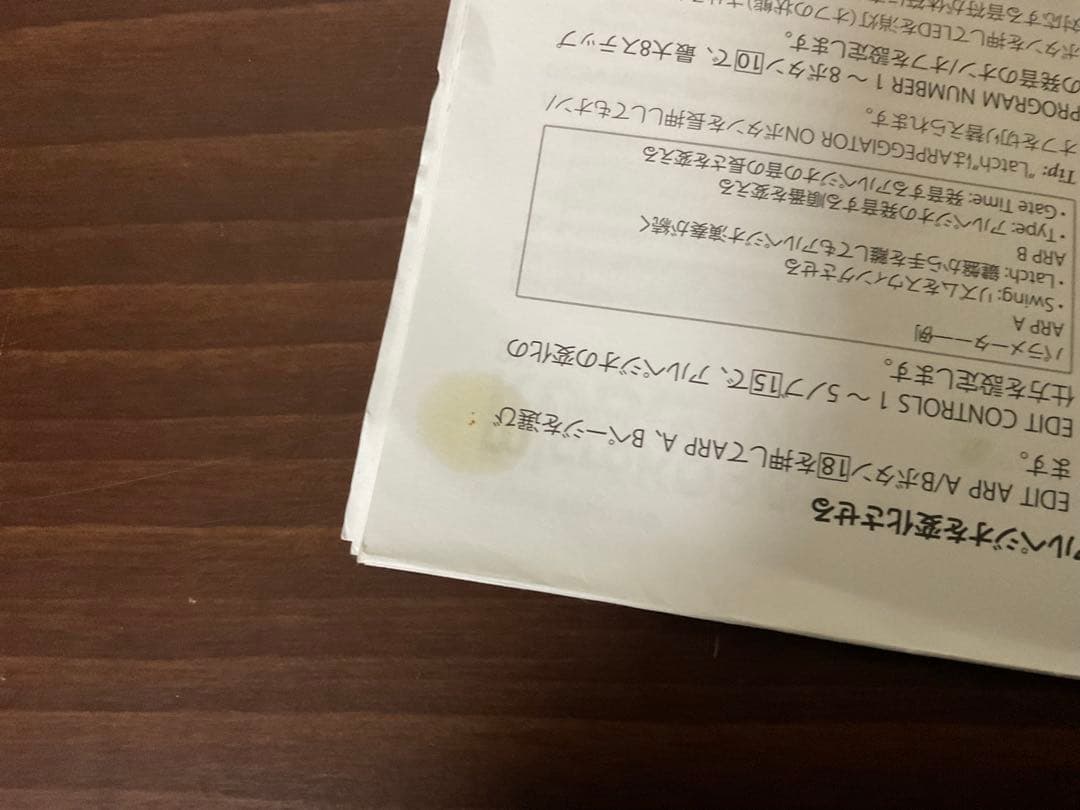 アルペジオを変化させる
EDIT ARP A/Bボタン18を押してARP A、Bページを選び
ます。
EDIT CONTROLS 1 ～ 5ノブ15で、アルペジオの変化の
仕方を設定します。
パラメーター例
ARP A
・Swing: リズムをスウィングさせる
・Latch: 鍵盤から手を離してもアルペジオ演奏が続く
ARP B
・Type: アルペジオの発音する順番を変える
・Gate Time: 発音するアルペジオの音の長さを変える
Tip: "Latch"はARPEGGIATOR ONボタンを長押ししてもオン/
オフを切り替えられます。
PROGRAM NUMBER 1 ～ 8ボタン10で、最大8ステップ
の発音のオン/オフを設定します。
ボタンを押してLEDを消灯(オフの状態)
対応する音符が休符に